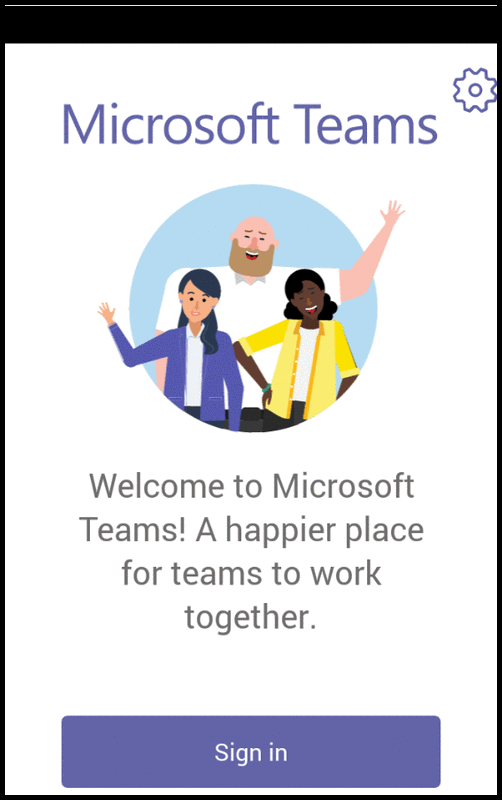 Microsoft Teams
Welcome to Microsoft
Teams! A happier place
for teams to work
together.
Sign in